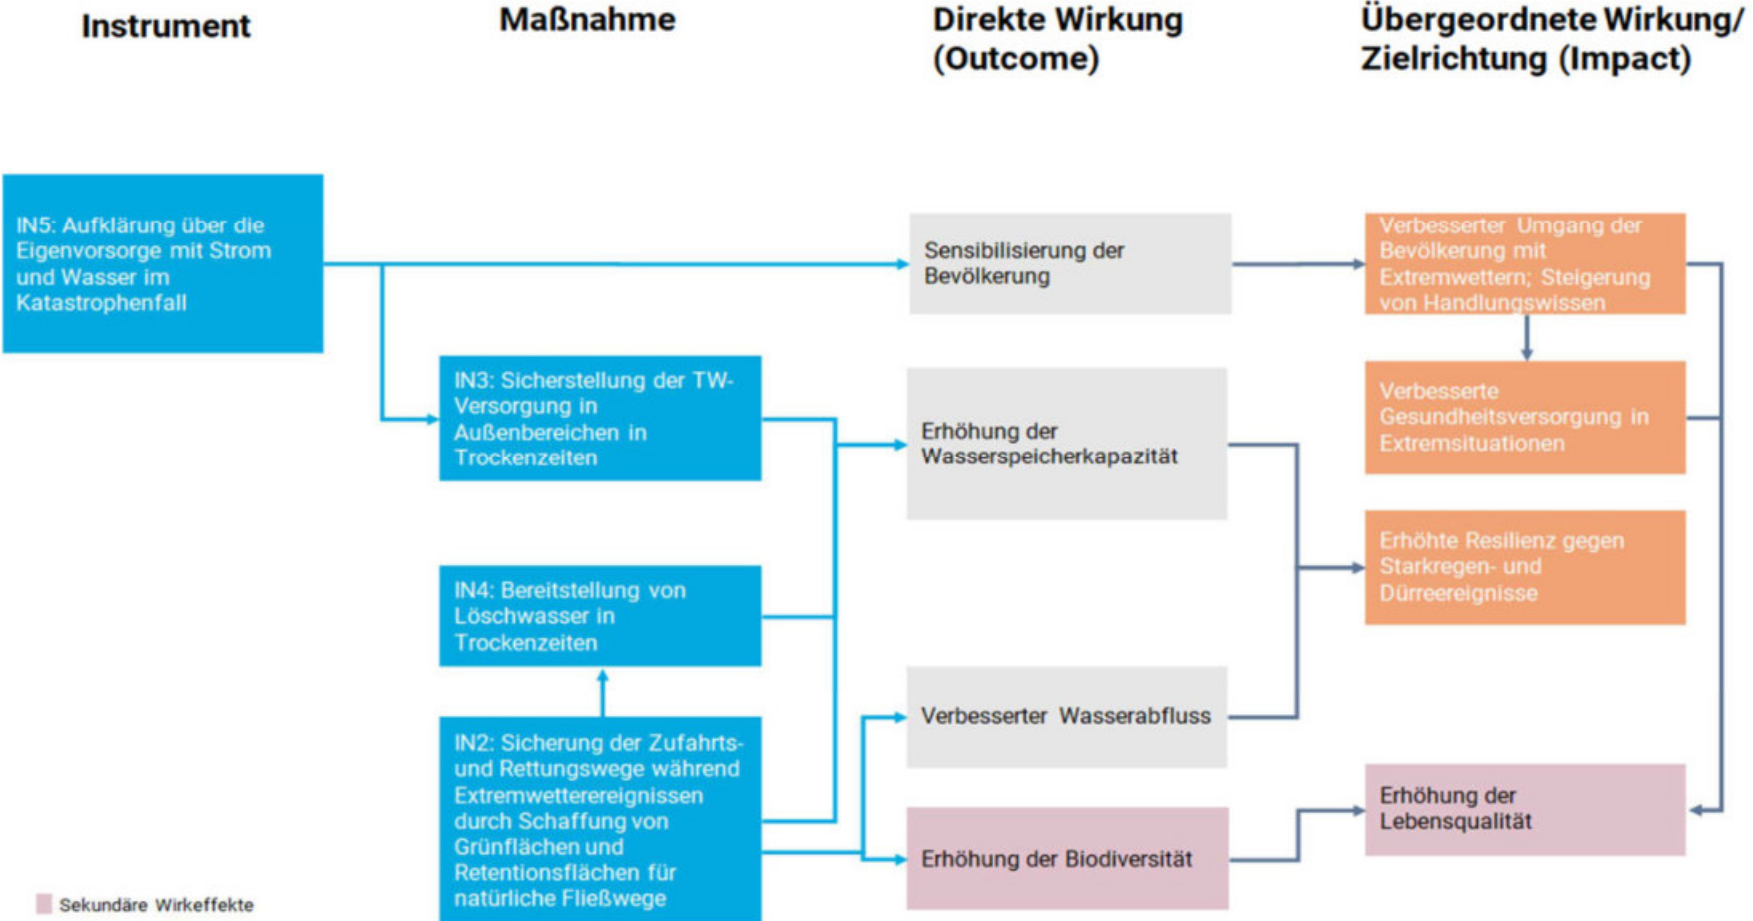 Instrument
Maßnahme
Direkte Wirkung
(Outcome)
Übergeordnete Wirkung/
Zielrichtung (Impact)
IN5: Aufklärung über die
Eigenvorsorge mit Strom
und Wasser im
Katastrophenfall
IN3: Sicherstellung der TW-
Versorgung in
Außenbereichen in
Trockenzeiten
IN4: Bereitstellung von
Löschwasser in
Trockenzeiten
IN2: Sicherung der Zufahrts-
und Rettungswege während
Extremwetterereignissen
durch Schaffung von
Grünflächen und
Retentionsflächen für
natürliche Fließwege
Sensibilisierung der
Bevölkerung
Erhöhung der
Wasserspeicherkapazität
Verbesserter Wasserabfluss
Erhöhung der Biodiversität
Verbesserter Umgang der
Bevölkerung mit
Extremwettern; Steigerung
von Handlungswissen
Verbesserte
Gesundheitsversorgung in
Extremsituationen
Erhöhte Resilienz gegen
Starkregen- und
Dürreereignisse
Erhöhung der
Lebensqualität
Sekundäre Wirkeffekte